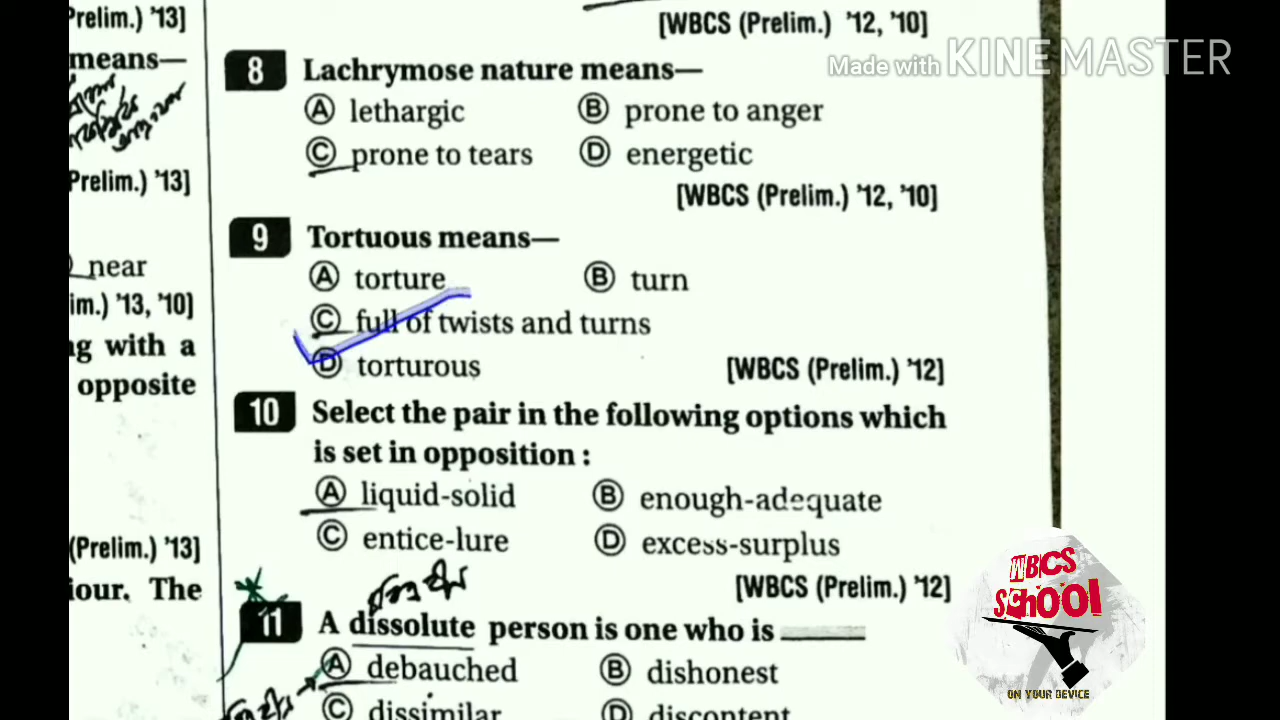 Prelim.) '13]
means—
Prelim.) '13]
near
im.) '13, '10]
g with a
opposite
(Prelim.) '13]
iour. The
[WBCS (Prelim.) '12, '10]
Made with KINEMASTER
8 Lachrymose nature means—
A lethargic B prone to anger
C prone to tears D energetic
[WBCS (Prelim.) '12, '10]
9 Tortuous means—
A torture B turn
C full of twists and turns
D torturous [WBCS (Prelim.) '12]
10 Select the pair in the following options which
is set in opposition :
A liquid-solid B enough-adequate
C entice-lure D excess-surplus
[WBCS (Prelim.) '12]
11 A dissolute person is one who is ____
A debauched B dishonest
C dissimilar D discontent
WBCS
SCHOOL
ON YOUR DEVICE